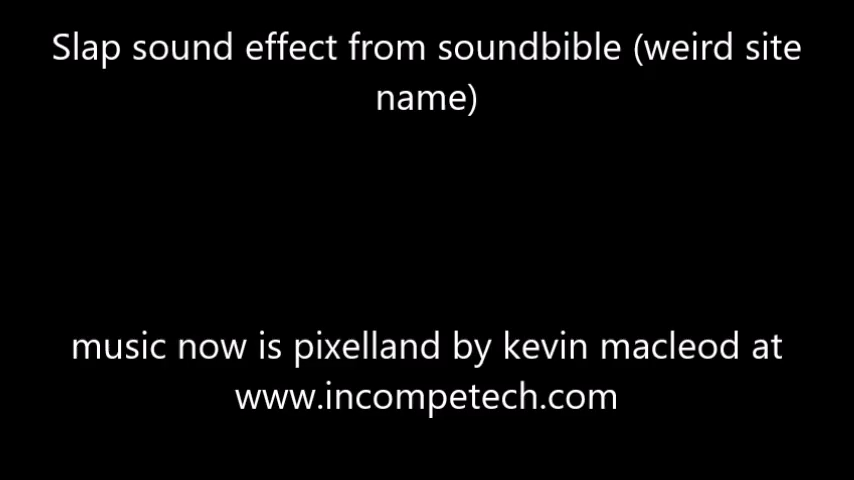 Slap sound effect from soundbible (weird site
name)
music now is pixelland by kevin macleod at
www.incompetech.com